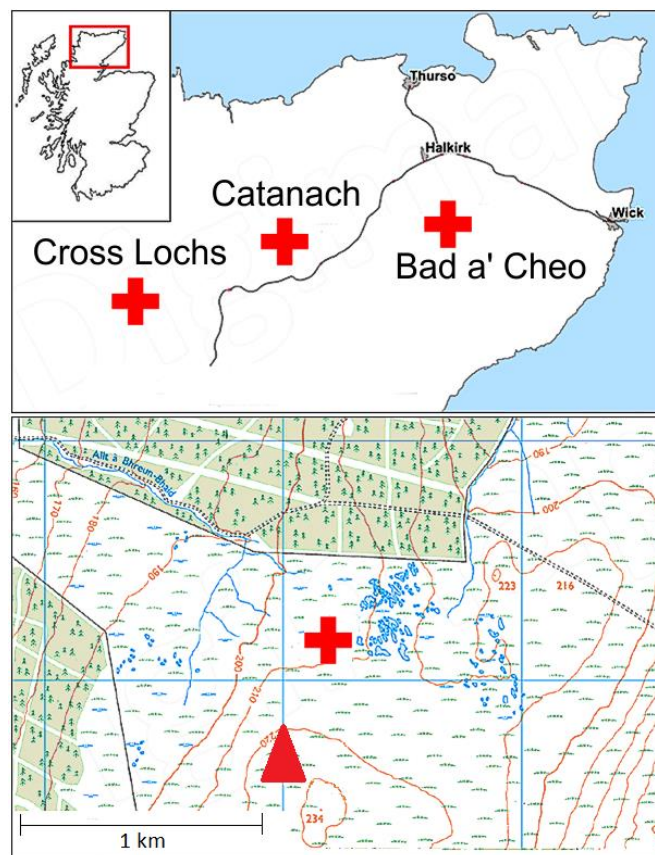 Thurso
Halkirk
Catanach
Wick
Cross Lochs
Bad a' Cheo
Allt a Bhreun-Bhaid
190
170
180
200
190
223
216
205
210
220
234
1 km